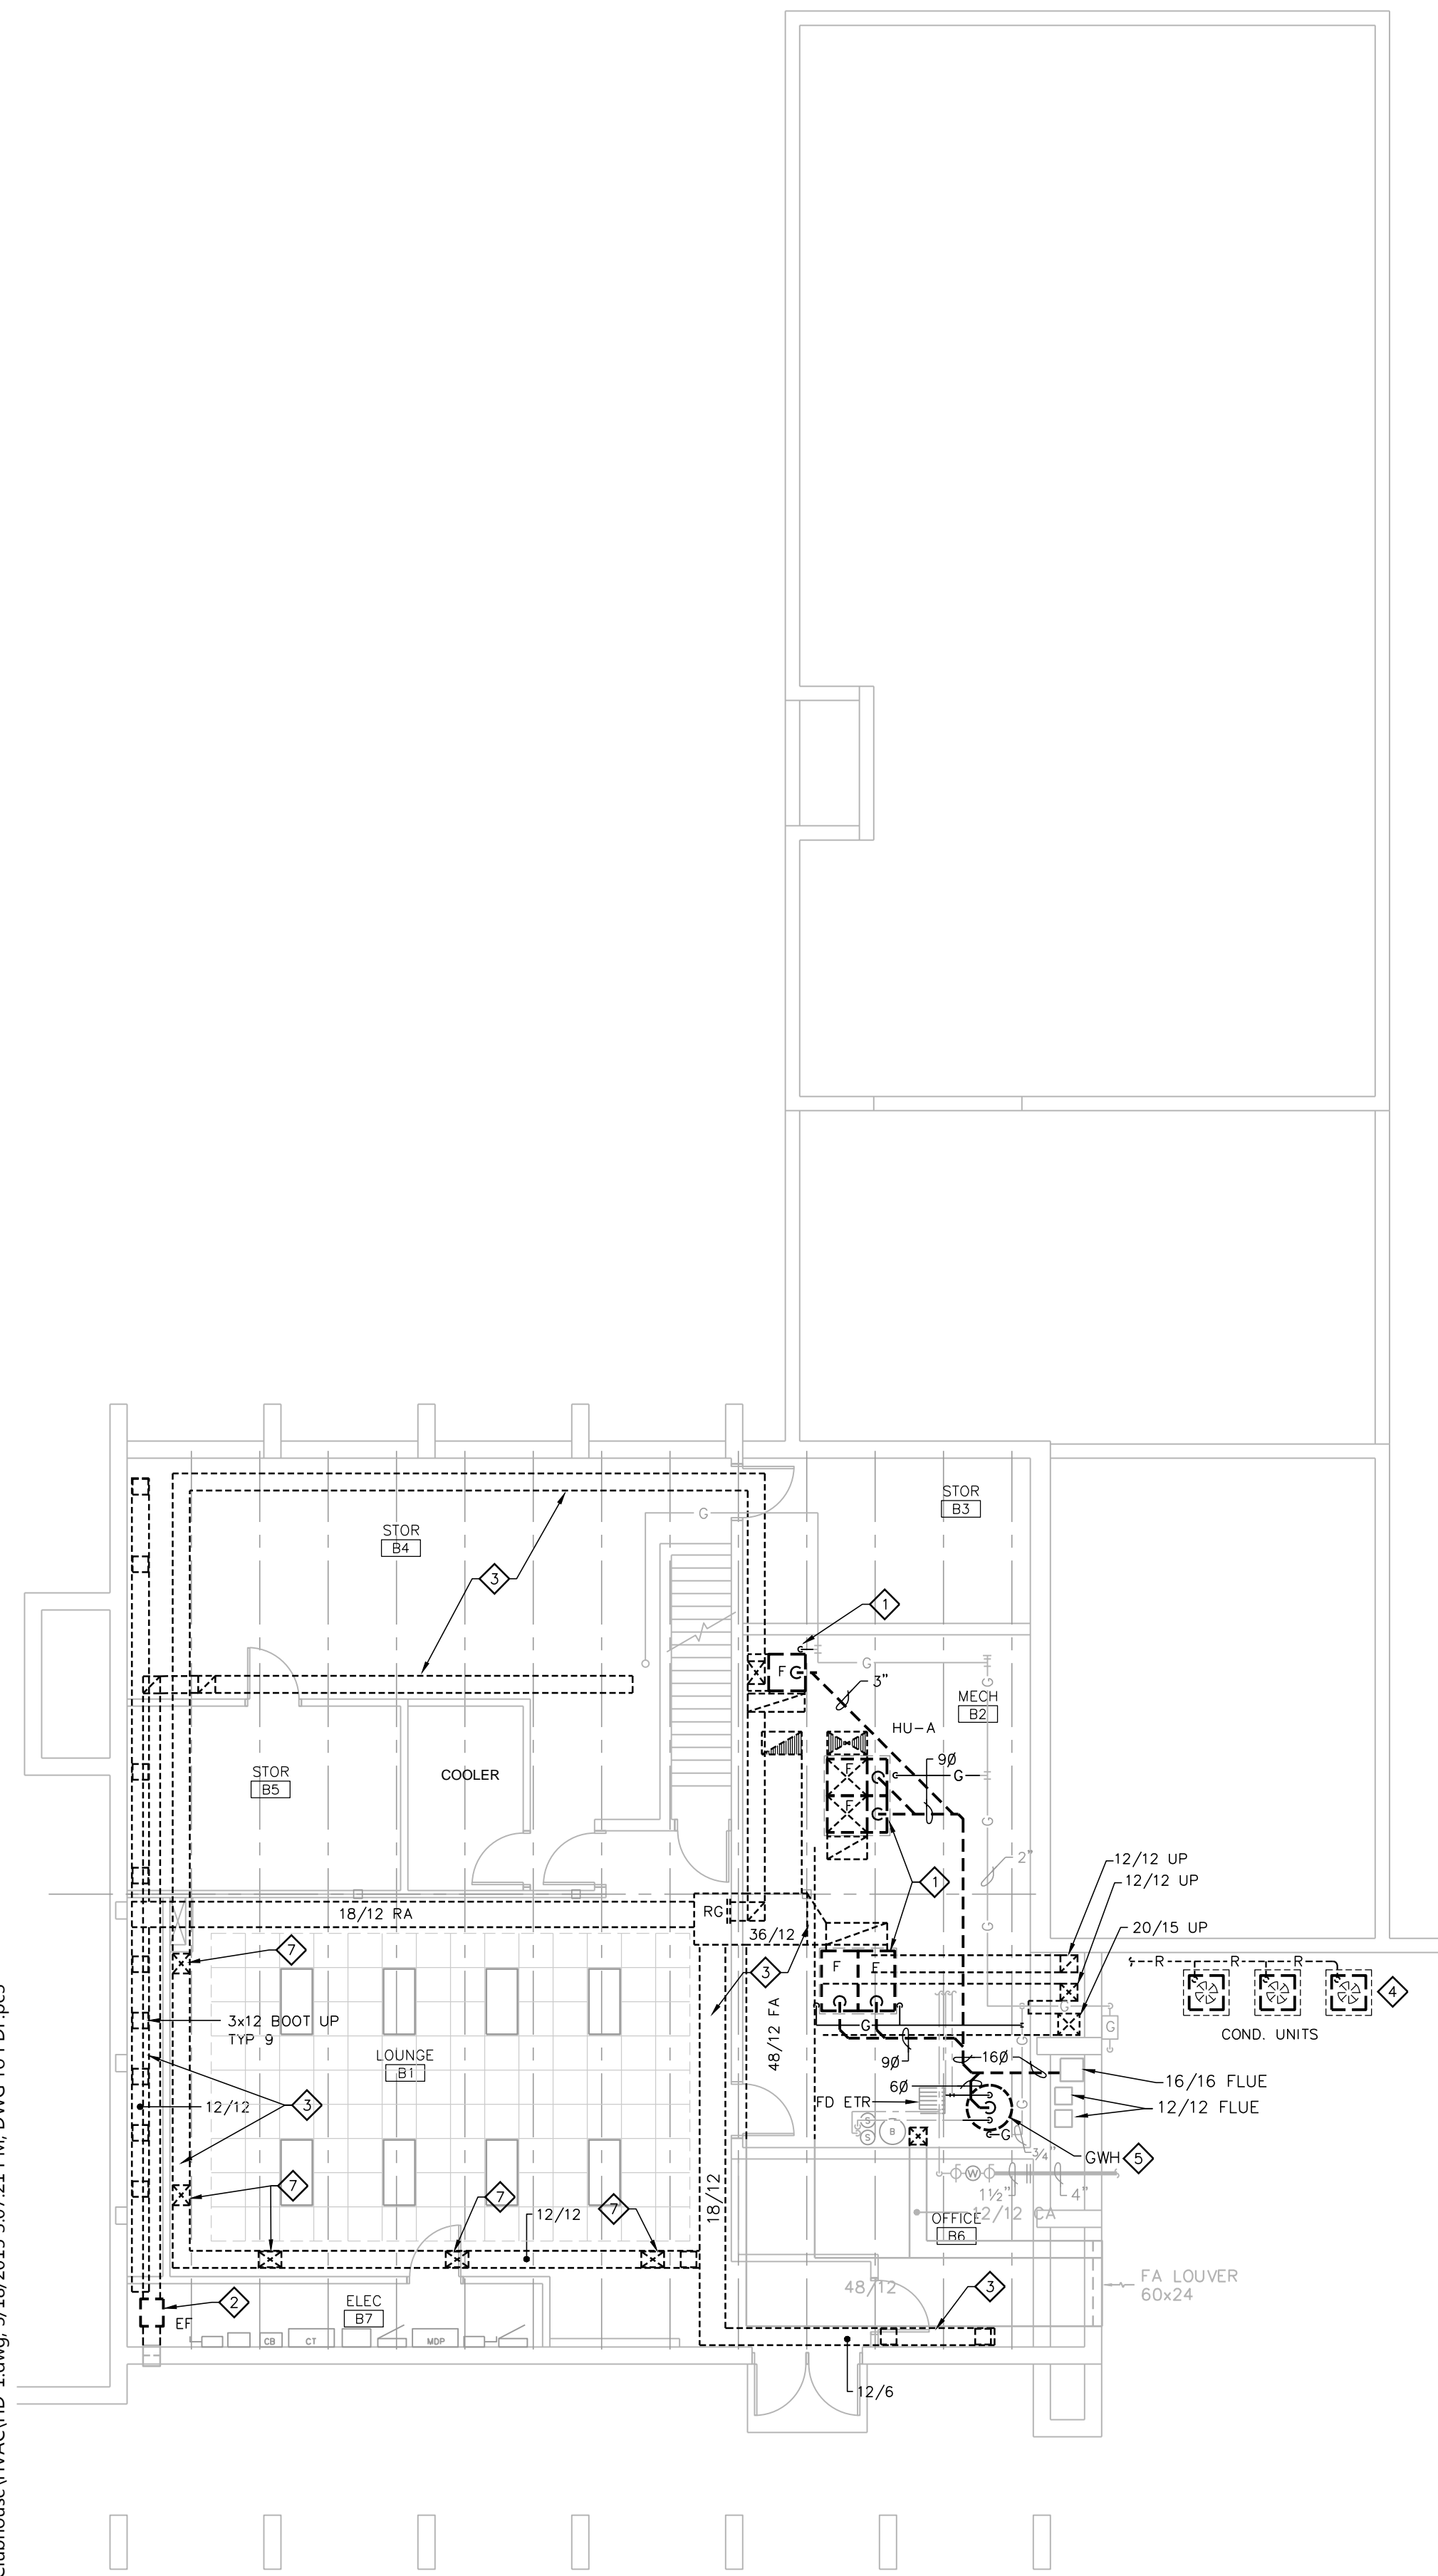 STOR
B3
STOR
B4
G
3
1
F
G
3"
G
MECH
B2
HU-A
9Ø
F
G
F
STOR
B5
COOLER
G
2"
12/12 UP
12/12 UP
1
18/12 RA
RG
36/12
G
20/15 UP
7
3
F
F
R
R
R
4
3x12 BOOT UP
TYP 9
48/12 FA
G
G
G
COND. UNITS
LOUNGE
B1
9Ø
16Ø
G
16/16 FLUE
6Ø
12/12
3
FD ETR
G
12/12 FLUE
S
S
B
G
3/4"
GWH
5
W
7
7
7
18/12
1½"
4"
12/12
12/12 CA
OFFICE
B6
FA LOUVER
60x24
48/12
3
2
EF
ELEC
B7
CB
CT
MDP
12/6